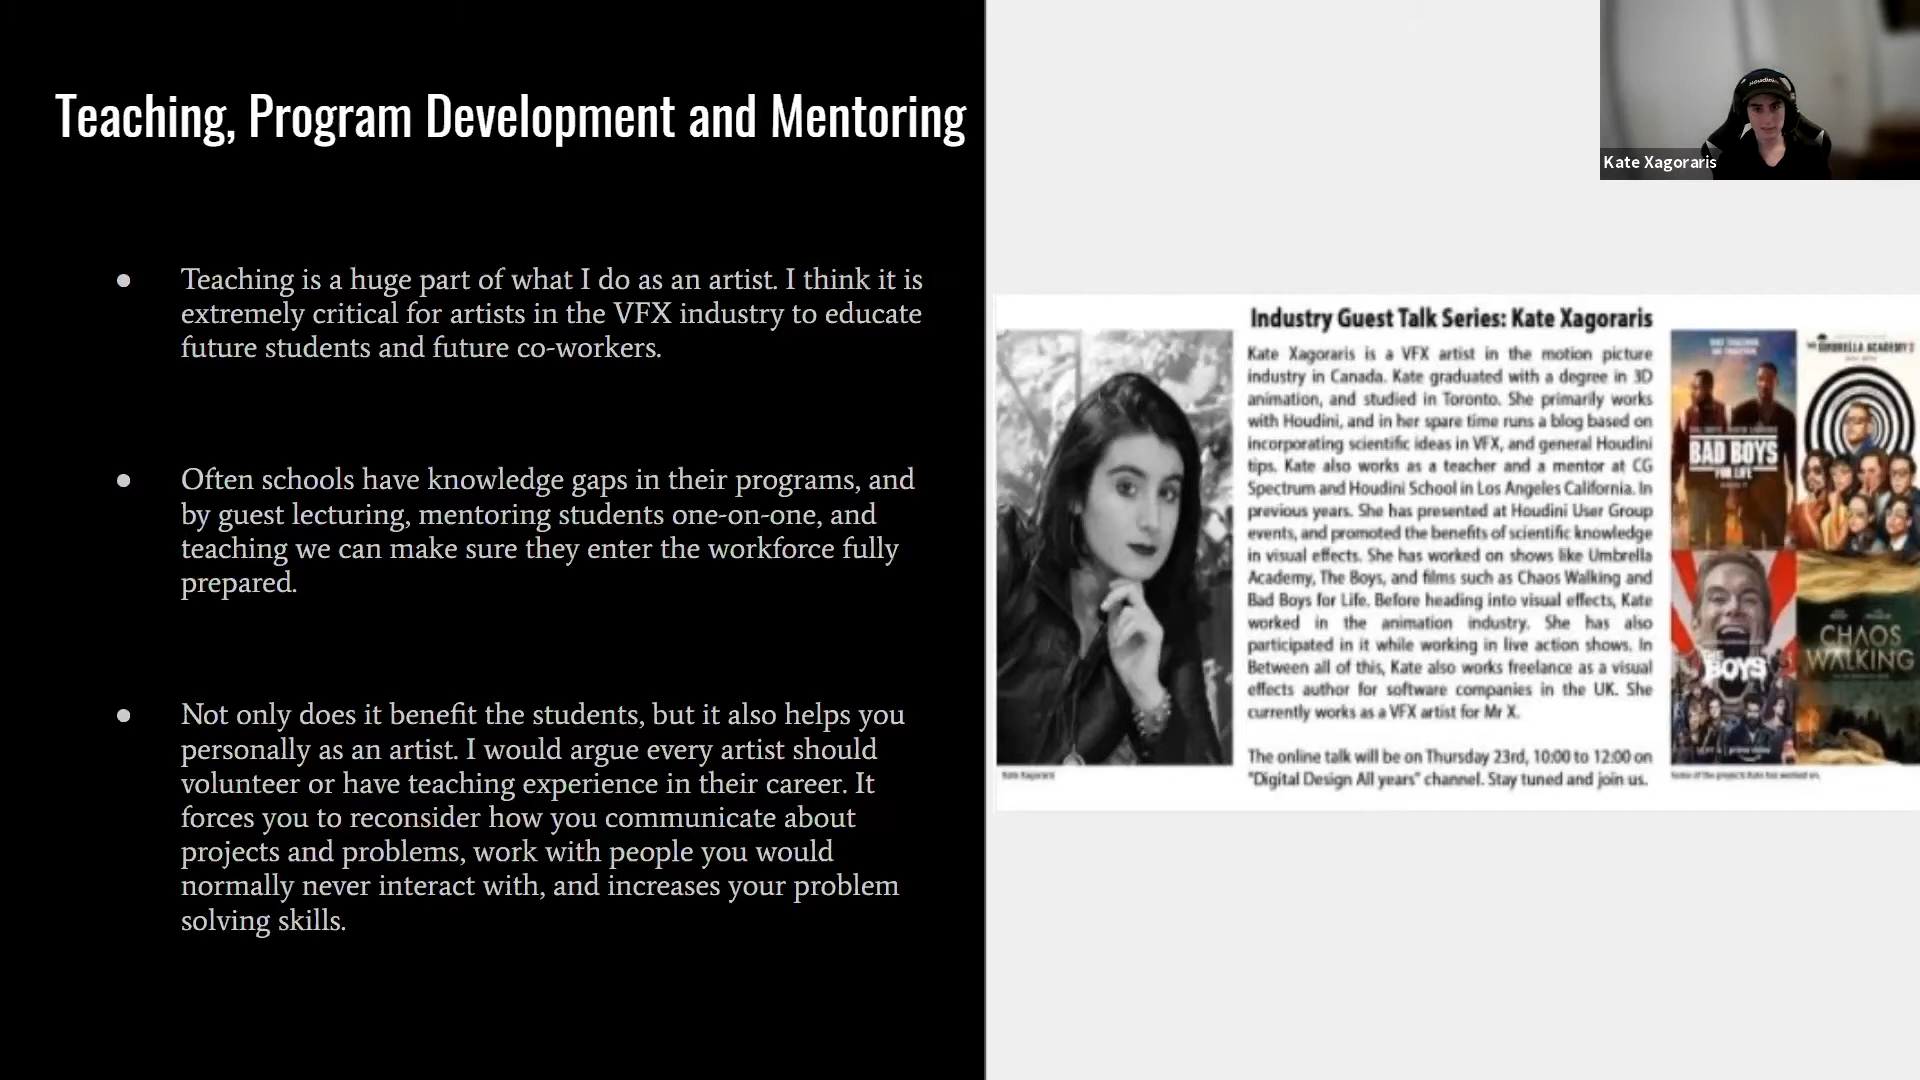 Teaching, Program Development and Mentoring
● Teaching is a huge part of what I do as an artist. I think it is
extremely critical for artists in the VFX industry to educate
future students and future co-workers.
● Often schools have knowledge gaps in their programs, and
by guest lecturing, mentoring students one-on-one, and
teaching we can make sure they enter the workforce fully
prepared.
● Not only does it benefit the students, but it also helps you
personally as an artist. I would argue every artist should
volunteer or have teaching experience in their career. It
forces you to reconsider how you communicate about
projects and problems, work with people you would
normally never interact with, and increases your problem
solving skills.
Houdini
Kate Xagoraris
Industry Guest Talk Series: Kate Xagoraris
Kate Xagoraris is a VFX artist in the motion picture
industry in Canada. Kate graduated with a degree in 3D
animation, and studied in Toronto. She primarily works
with Houdini, and in her spare time runs a blog based on
incorporating scientific ideas in VFX, and general Houdini
tips. Kate also works as a teacher and a mentor at CG
Spectrum and Houdini School in Los Angeles California. In
previous years. She has presented at Houdini User Group
events, and promoted the benefits of scientific knowledge
in visual effects. She has worked on shows like Umbrella
Academy, The Boys, and films such as Chaos Walking and
Bad Boys for Life. Before heading into visual effects, Kate
worked in the animation industry. She has also
participated in it while working in live action shows. In
Between all of this, Kate also works freelance as a visual
effects author for software companies in the UK. She
currently works as a VFX artist for Mr X.
The online talk will be on Thursday 23rd, 10:00 to 12:00 on
"Digital Design All years" channel. Stay tuned and join us.
Kate Xagoraris
BAD BOYS
FOR LIFE
UMBRELLA ACADEMY
THE
BOYS
CHAOS
WALKING
Some of the projects Kate has worked on.